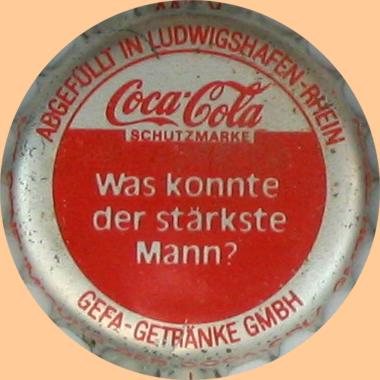 ABGEFÜLLT IN LUDWIGSHAFEN-RHEIN.
Coca-Cola
SCHUTZMARKE
Was konnte
der stärkste
Mann?
GEFA-GETRÄNKE GMBH